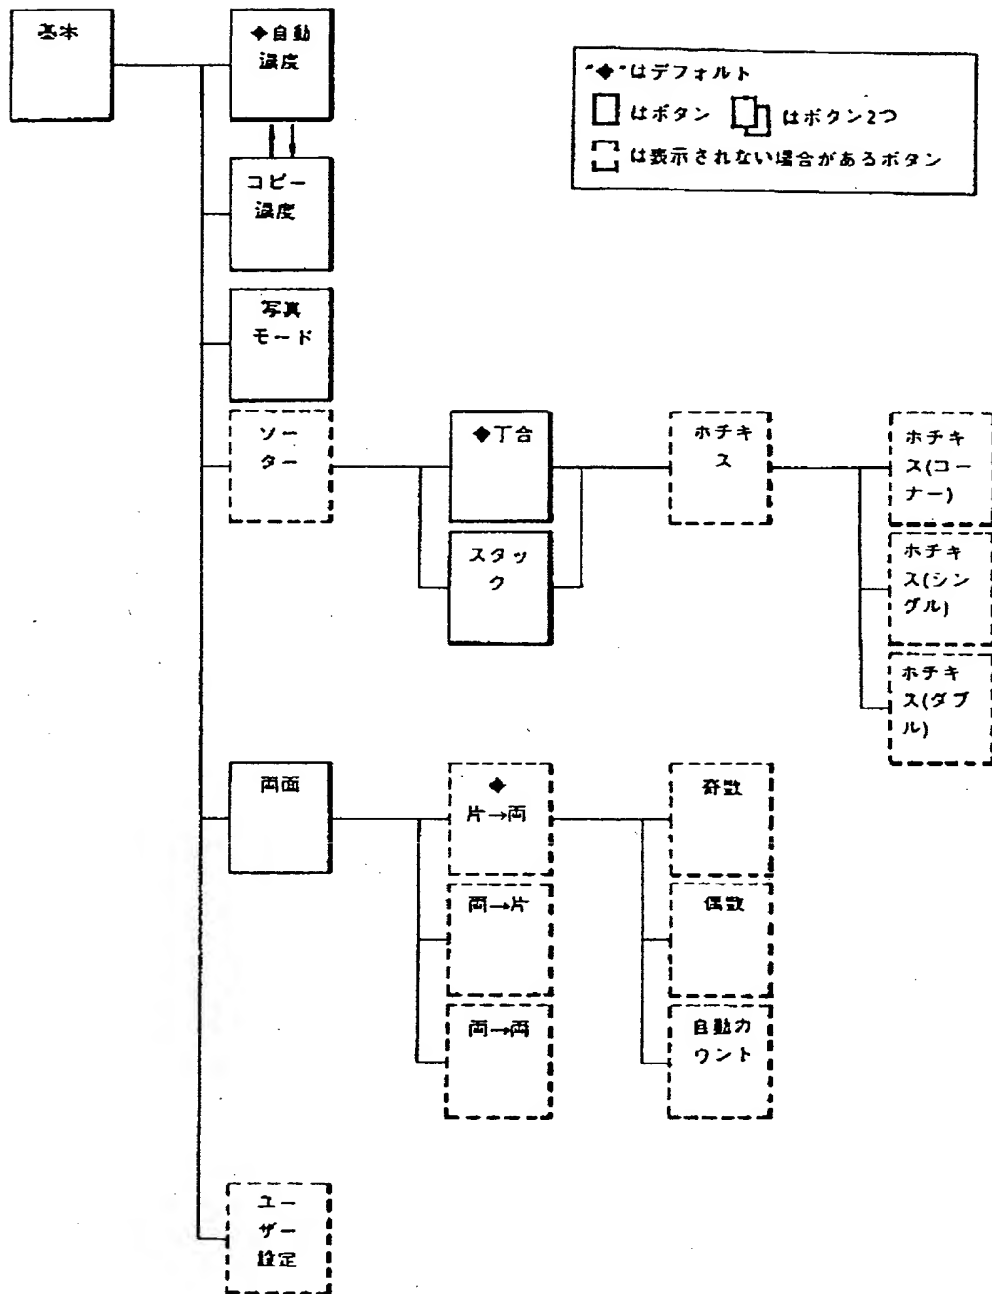 基本
◆自動
濃度
"◆"はデフォルト
はボタン
はボタン2つ
は表示されない場合があるボタン
コピー
濃度
写真
モード
ソー
ター
◆丁合
ホチキ
ス
ホチキ
ス(コー
ナー)
スタッ
ク
ホチキ
ス(シン
グル)
ホチキ
ス(ダブ
ル)
両面
◆
片→両
奇数
両→片
偶数
両→両
自動カ
ウント
ユー
ザー
設定